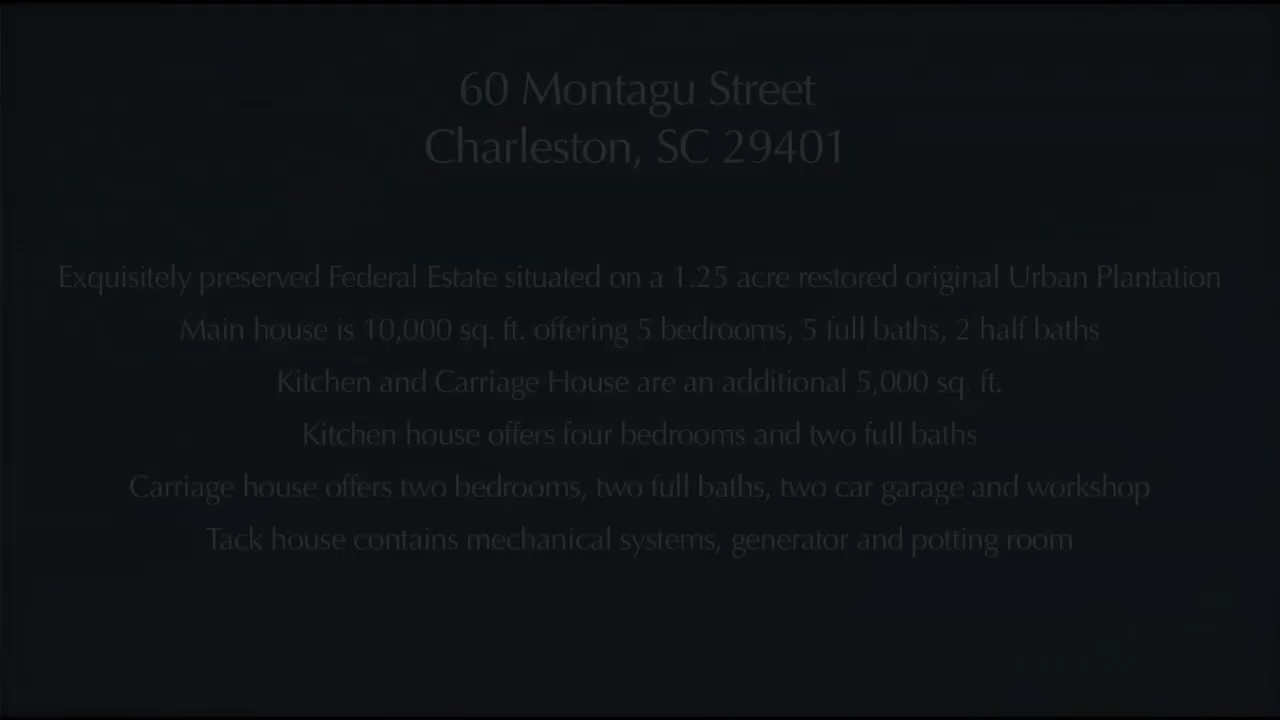 60 Montagu Street
Charleston, SC 29401
Exquisitely preserved Federal Estate situated on a 1.25 acre restored original Urban Plantation
Main house is 10,000 sq. ft. offering 5 bedrooms, 5 full baths, 2 half baths
Kitchen and Carriage House are an additional 5,000 sq. ft.
Kitchen house offers four bedrooms and two full baths
Carriage house offers two bedrooms, two full baths, two car garage and workshop
Tack house contains mechanical systems, generator and potting room